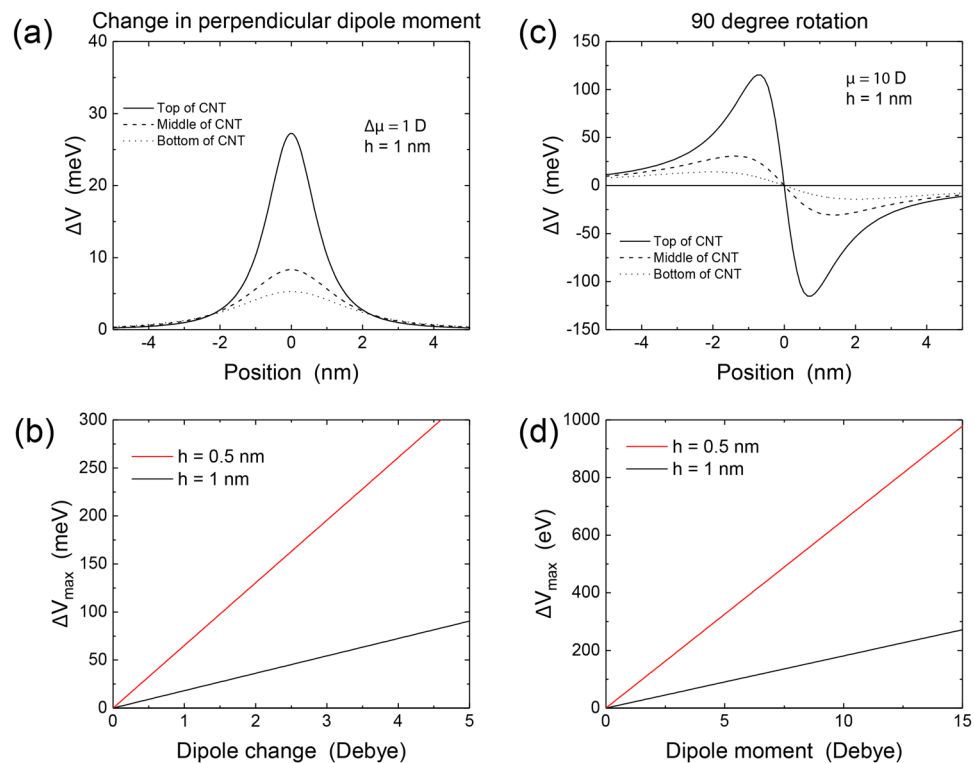 (a)
Change in perpendicular dipole moment
40
30
20
10
0
ΔV (meV)
Top of CNT
Middle of CNT
Bottom of CNT
Δμ = 1 D
h = 1 nm
-4 -2 0 2 4
Position (nm)
(c)
90 degree rotation
150
100
50
0
-50
-100
-150
ΔV (meV)
μ = 10 D
h = 1 nm
Top of CNT
Middle of CNT
Bottom of CNT
-4 -2 0 2 4
Position (nm)
(b)
300
250
200
150
100
50
0
ΔVmax (meV)
h = 0.5 nm
h = 1 nm
0 1 2 3 4 5
Dipole change (Debye)
(d)
1000
800
600
400
200
0
ΔVmax (eV)
h = 0.5 nm
h = 1 nm
0 5 10 15
Dipole moment (Debye)